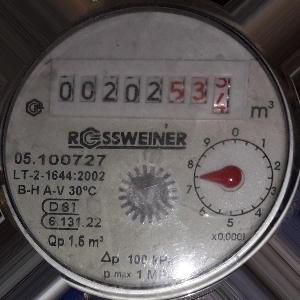 00202537
m³
ROSSWEINER
05.100727
LT-2-1644:2002
B-H A-V 30°C
DST
6.131.22
Qp 1,5 m³
Δp 100 kPa
p max 1 MPa
9 0 1
8 2
7 3
6 5 4
x0,0001